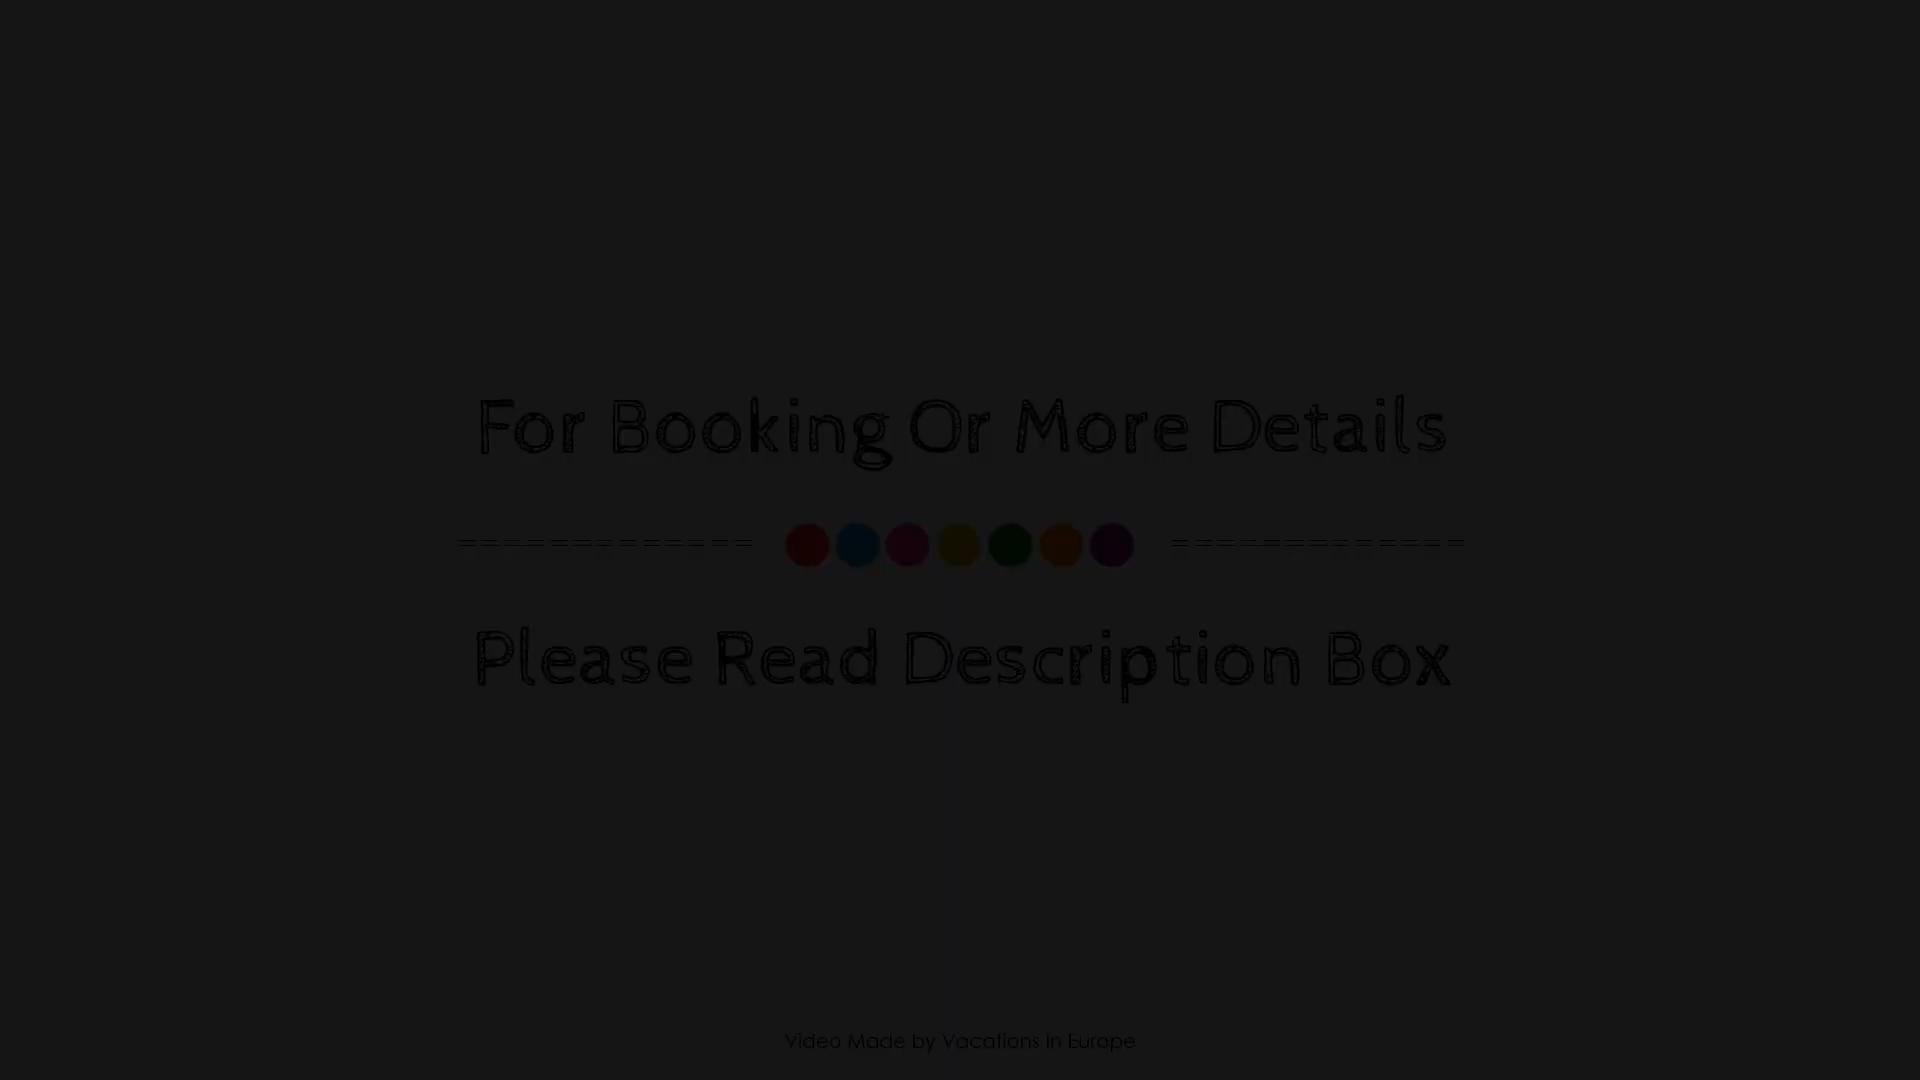 For Booking Or More Details
============= =============
Please Read Description Box
Video Made by Vacations in Europe